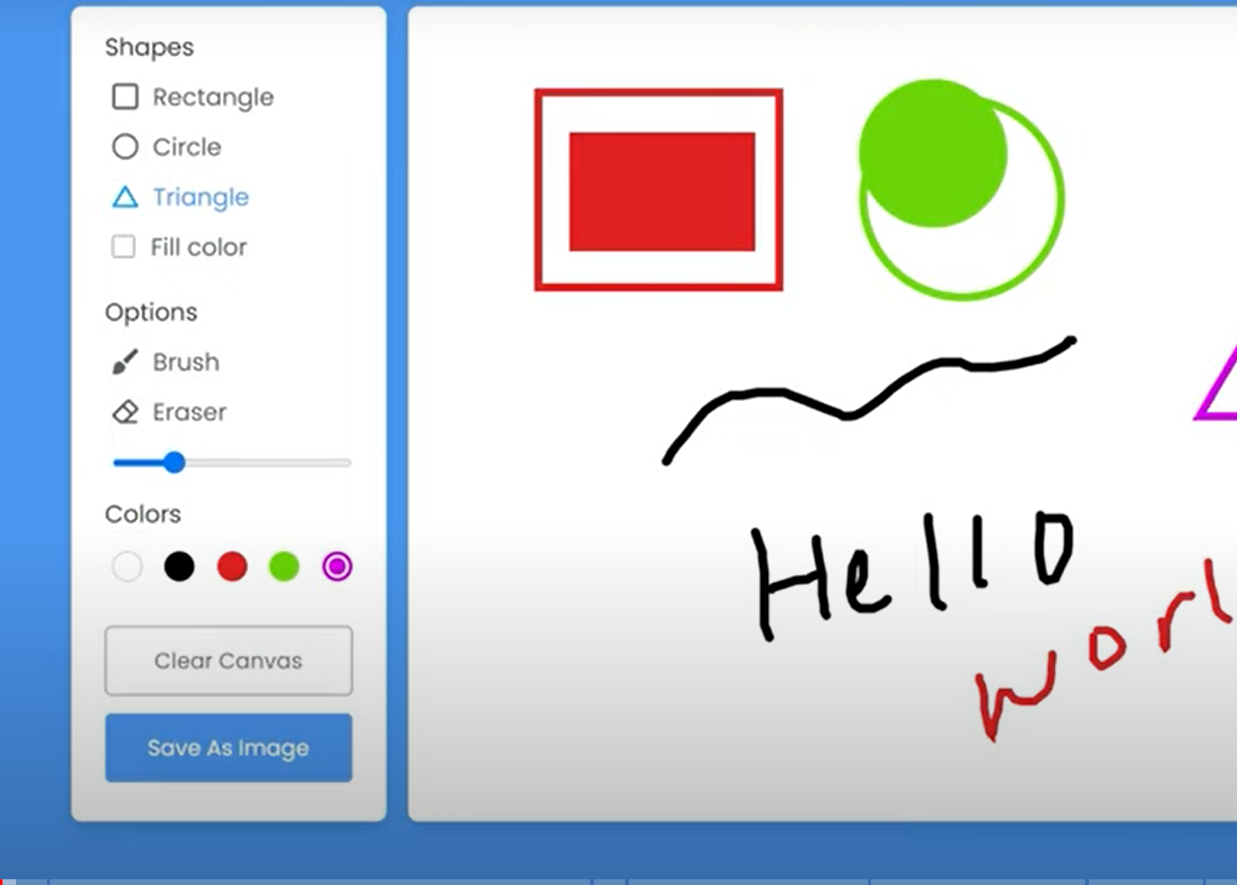 Shapes
Rectangle
Circle
Triangle
Fill color
Options
Brush
Eraser
Colors
Clear Canvas
Save As Image
Hello
worl